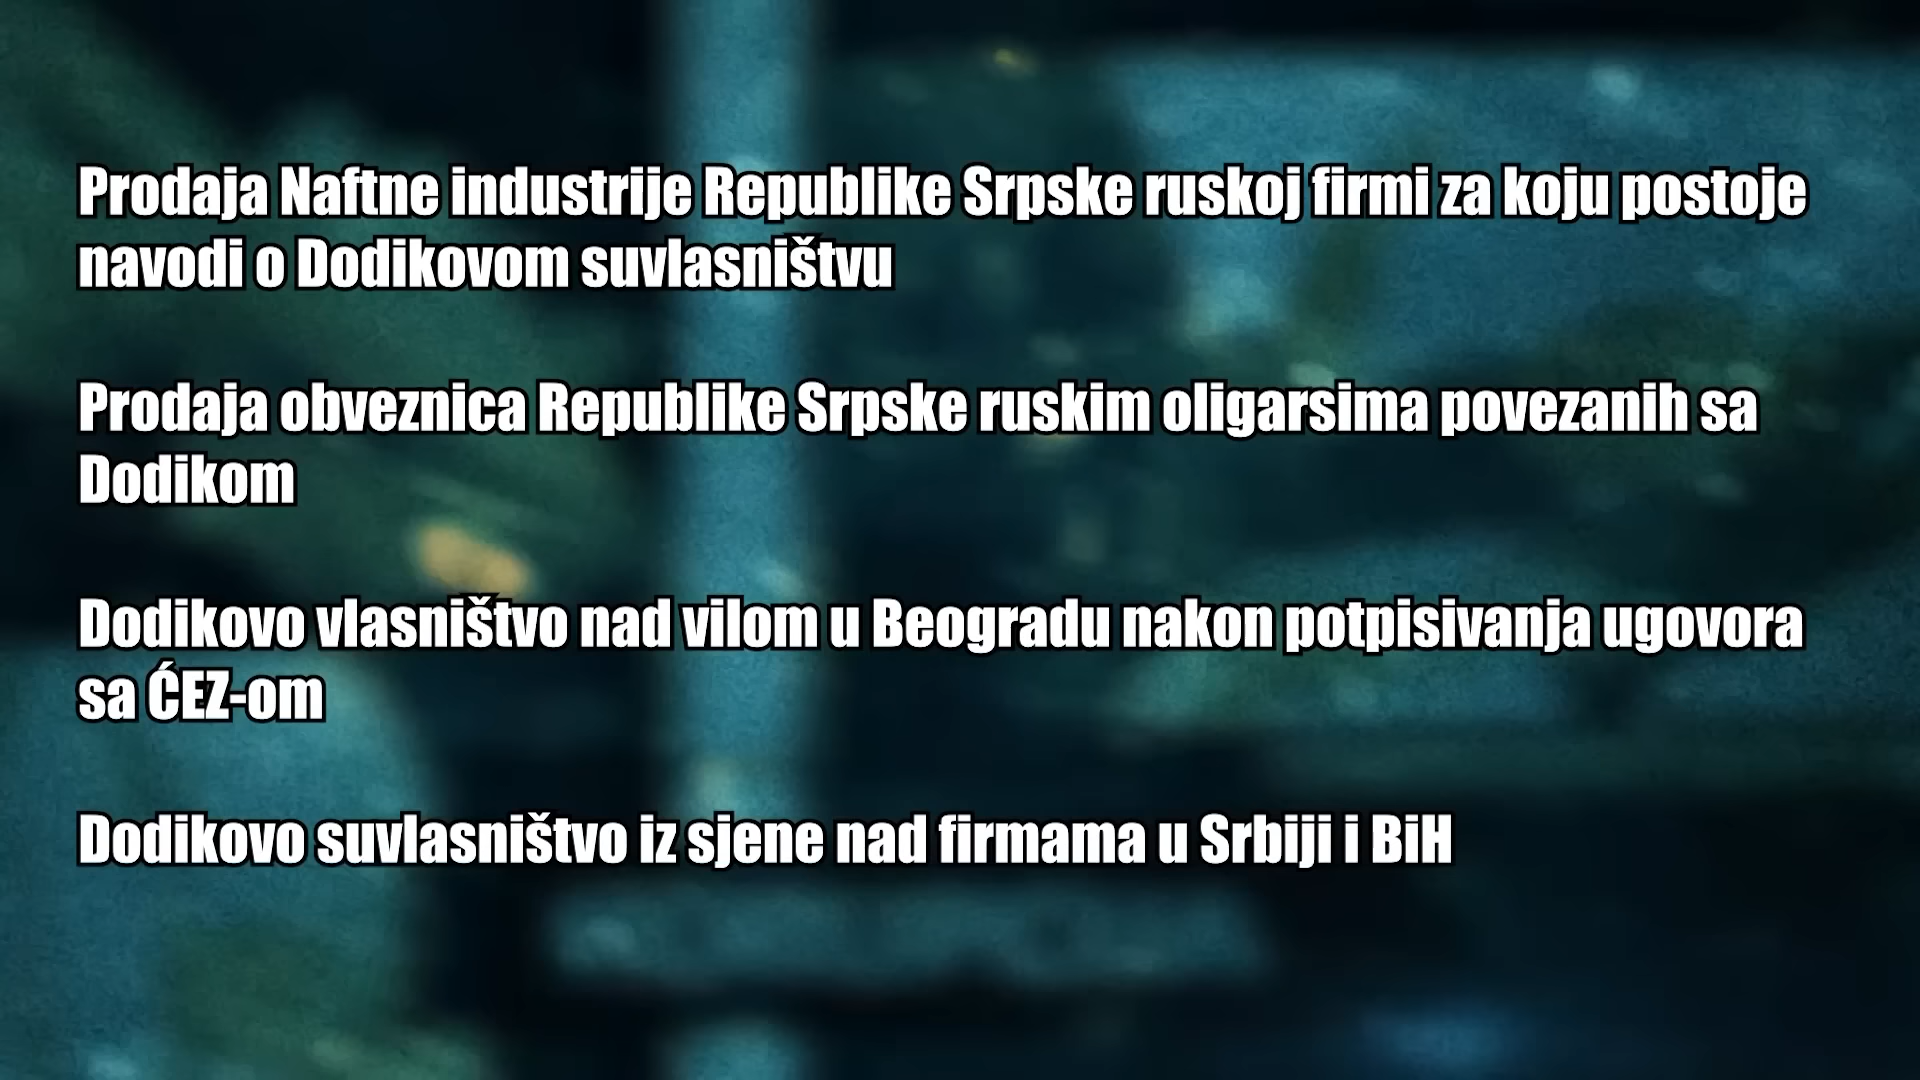 Prodaja Naftne industrije Republike Srpske ruskoj firmi za koju postoje
navodi o Dodikovom suvlasništvu
Prodaja obveznica Republike Srpske ruskim oligarsima povezanih sa
Dodikom
Dodikovo vlasništvo nad vilom u Beogradu nakon potpisivanja ugovora
sa ĆEZ-om
Dodikovo suvlasništvo iz sjene nad firmama u Srbiji i BiH